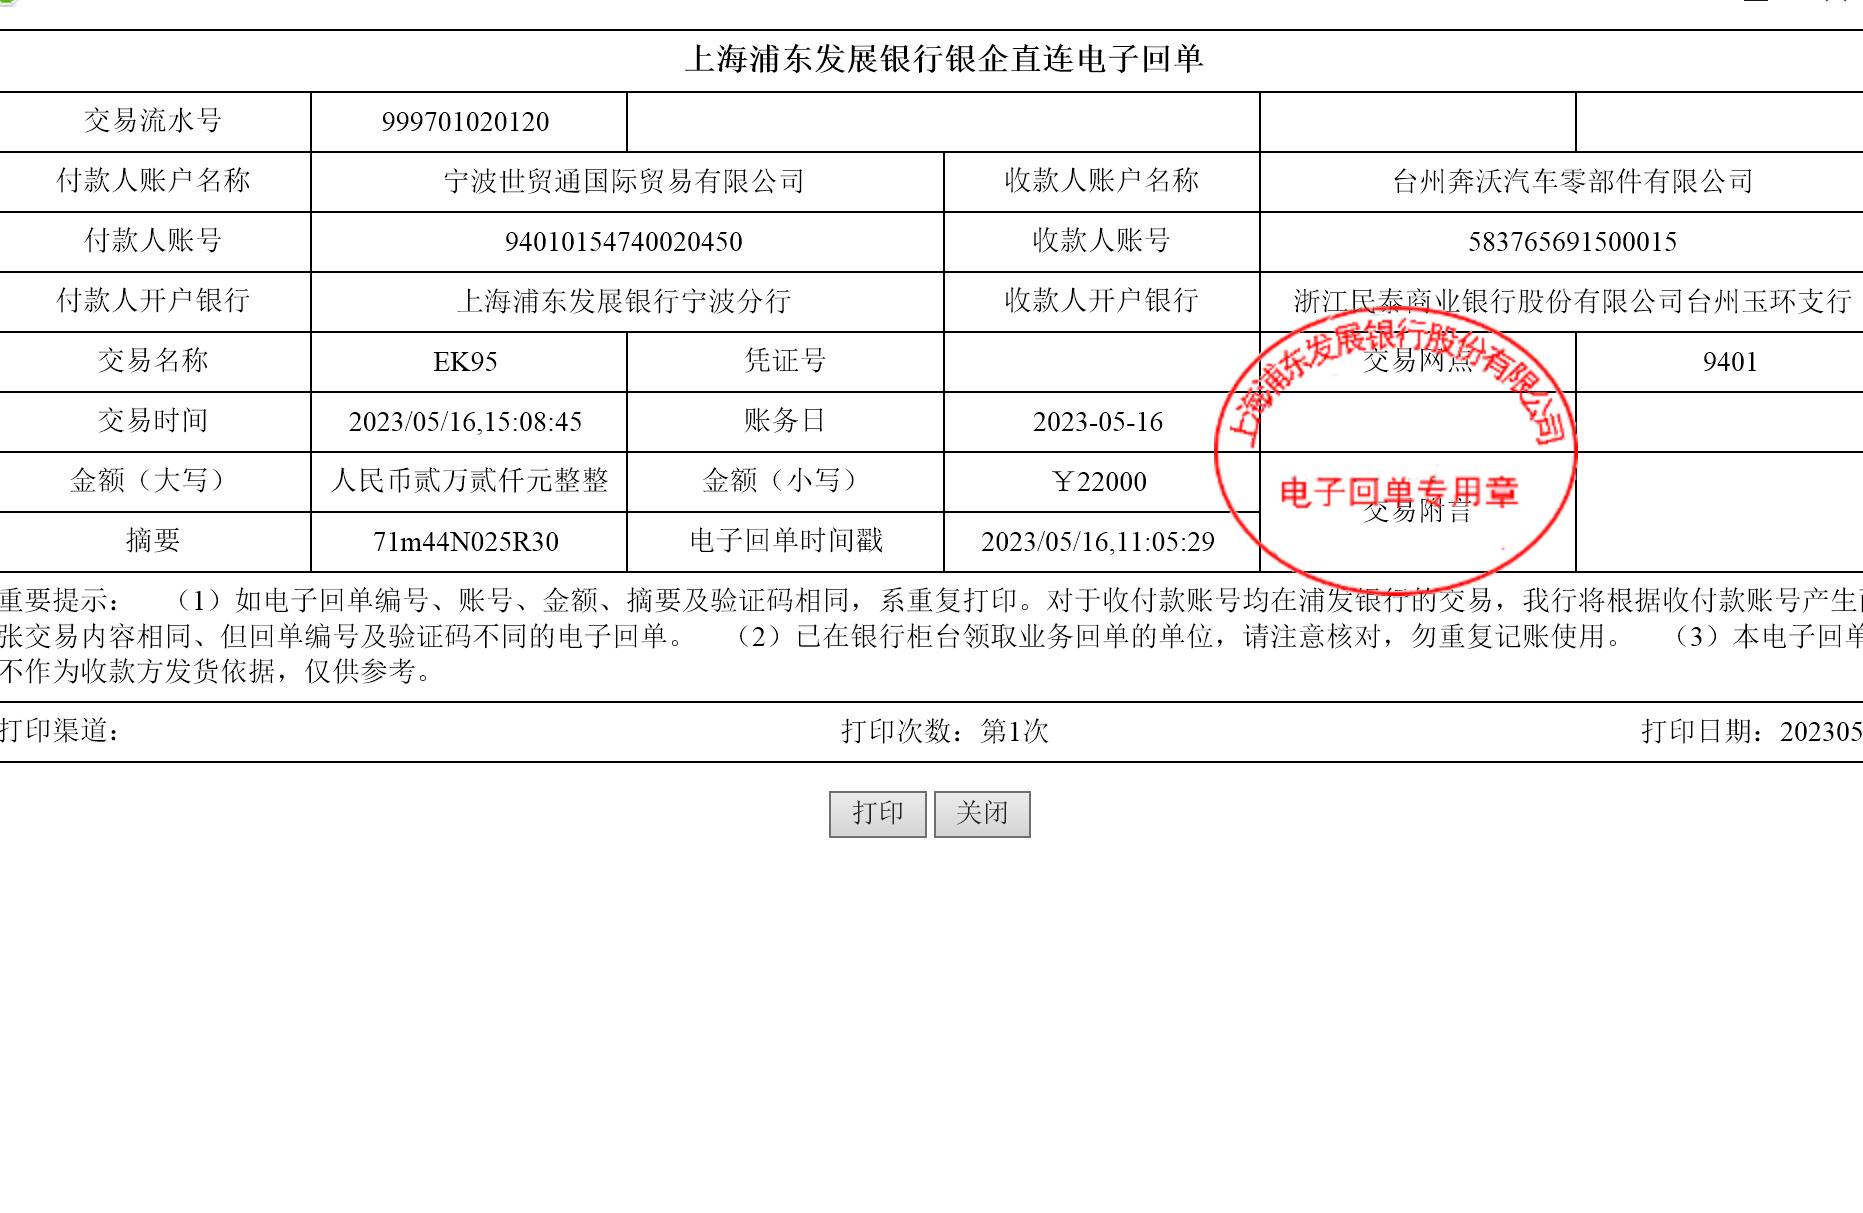 上海浦东发展银行银企直连电子回单
交易流水号 999701020120
付款人账户名称 宁波世贸通国际贸易有限公司 收款人账户名称 台州奔沃汽车零部件有限公司
付款人账号 94010154740020450 收款人账号 583765691500015
付款人开户银行 上海浦东发展银行宁波分行 收款人开户银行 浙江民泰商业银行股份有限公司台州玉环支行
交易名称 EK95 凭证号 交易网点 9401
交易时间 2023/05/16,15:08:45 账务日 2023-05-16
金额（大写） 人民币贰万贰仟元整整 金额（小写） ￥22000
交易附言
摘要 71m44N025R30 电子回单时间戳 2023/05/16,11:05:29
上海浦东发展银行股份有限公司
电子回单专用章
重要提示： （1）如电子回单编号、账号、金额、摘要及验证码相同，系重复打印。对于收付款账号均在浦发银行的交易，我行将根据收付款账号产生
张交易内容相同、但回单编号及验证码不同的电子回单。 （2）已在银行柜台领取业务回单的单位，请注意核对，勿重复记账使用。 （3）本电子回单
不作为收款方发货依据，仅供参考。
打印渠道： 打印次数：第1次 打印日期：202305
打印 关闭